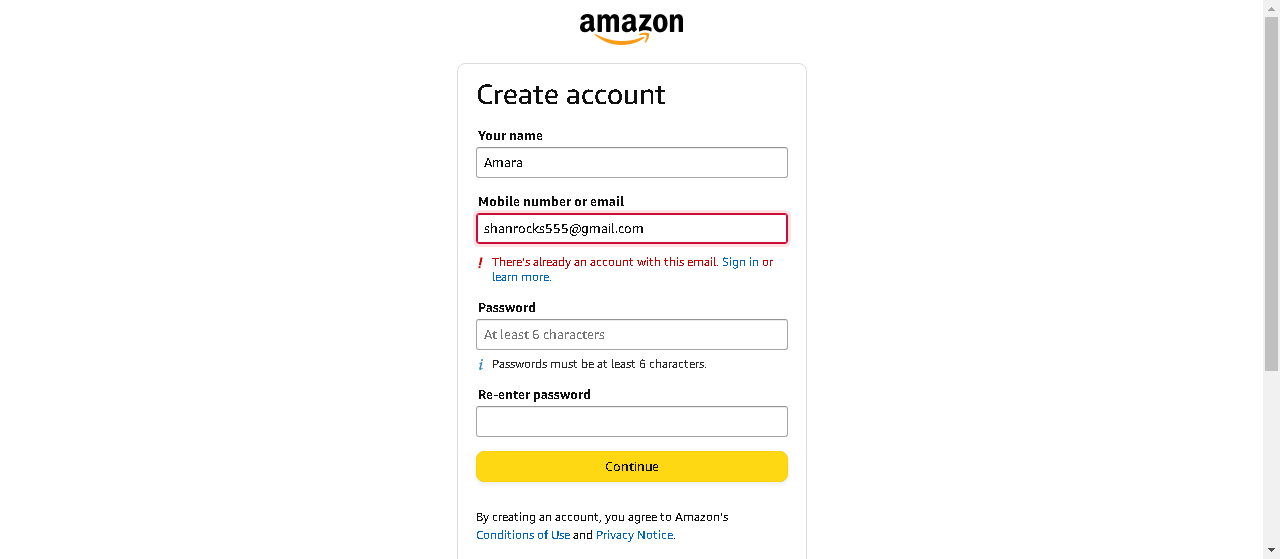 amazon
Create account
Your name
Amara
Mobile number or email
shanrocks555@gmail.com
! There's already an account with this email. Sign in or
learn more.
Password
At least 6 characters
i Passwords must be at least 6 characters.
Re-enter password
Continue
By creating an account, you agree to Amazon's
Conditions of Use and Privacy Notice.